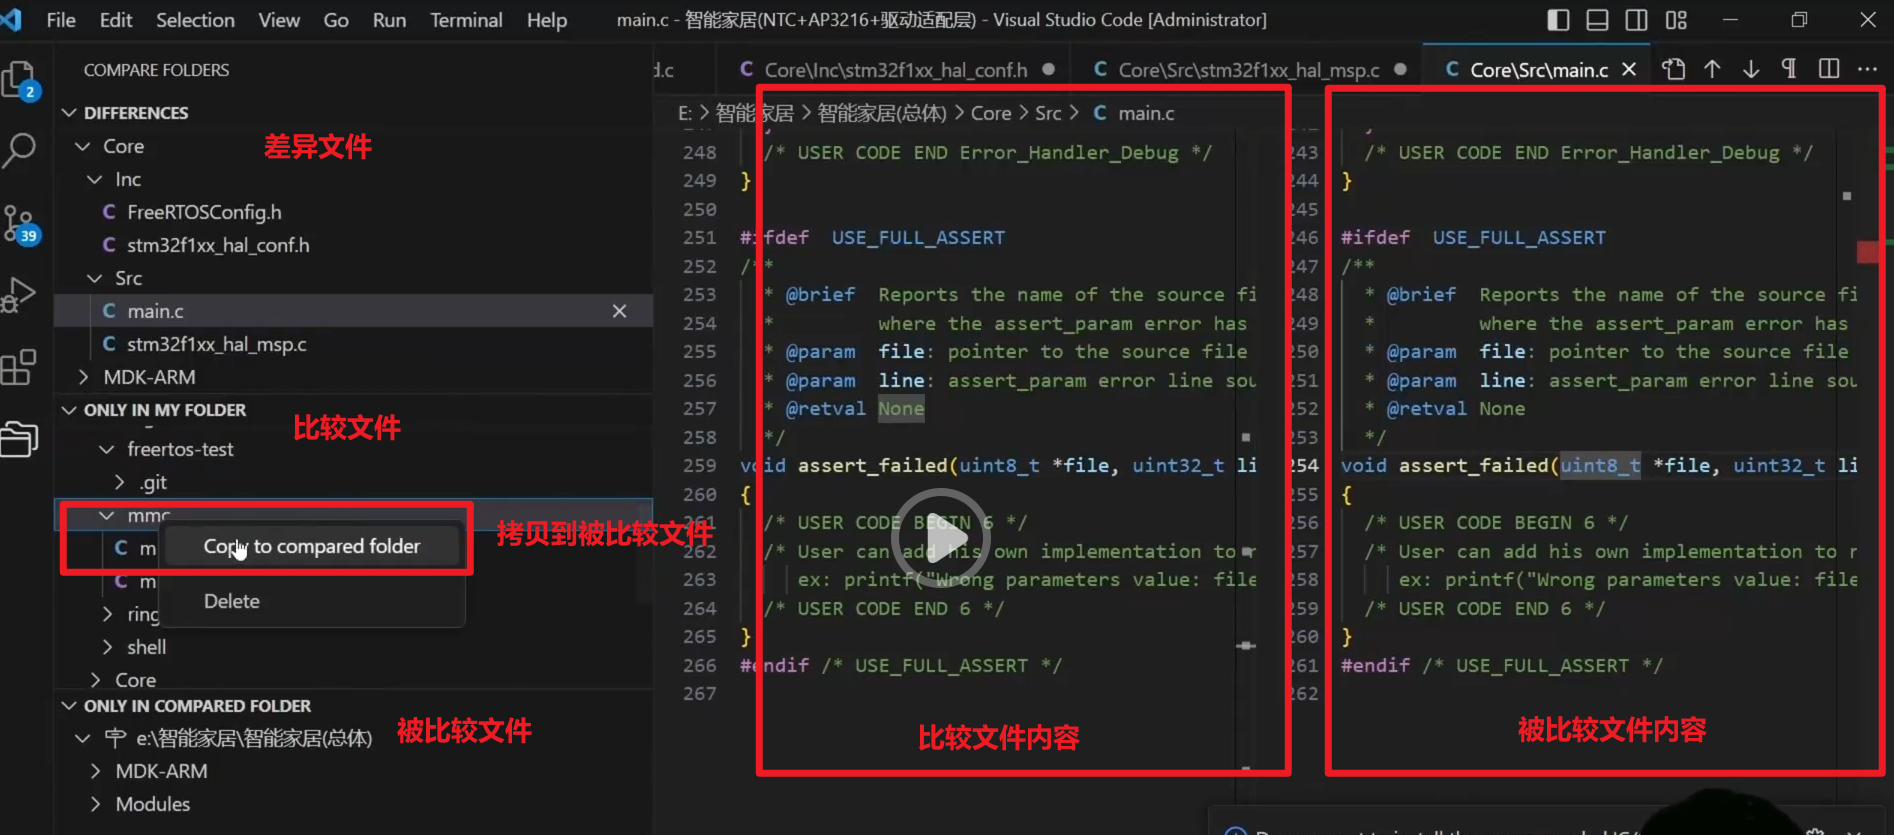 File Edit Selection View Go Run Terminal Help main.c - 智能家居(NTC+AP3216+驱动适配层) - Visual Studio Code [Administrator]
COMPARE FOLDERS
2
39
DIFFERENCES
差异文件
Core
Inc
C FreeRTOSConfig.h
C stm32f1xx_hal_conf.h
Src
C main.c
C stm32f1xx_hal_msp.c
MDK-ARM
ONLY IN MY FOLDER
比较文件
freertos-test
.git
mmc
C m
Copy to compared folder
拷贝到被比较文件
C m
Delete
ring
shell
Core
ONLY IN COMPARED FOLDER
被比较文件
e:\智能家居\智能家居(总体)
MDK-ARM
Modules
d.c C Core\Inc\stm32f1xx_hal_conf.h C Core\Src\stm32f1xx_hal_msp.c C Core\Src\main.c
E: > 智能家居 > 智能家居(总体) > Core > Src > C main.c
248 /* USER CODE END Error_Handler_Debug */
249 }
250
251 #ifdef USE_FULL_ASSERT
252 /**
253 * @brief Reports the name of the source fi
254 * where the assert_param error has
255 * @param file: pointer to the source file
256 * @param line: assert_param error line sou
257 * @retval None
258 */
259 void assert_failed(uint8_t *file, uint32_t li
260 {
261 /* USER CODE BEGIN 6 */
262 /* User can add his own implementation to r
263 ex: printf("Wrong parameters value: file
264 /* USER CODE END 6 */
265 }
266 #endif /* USE_FULL_ASSERT */
267
比较文件内容
243 /* USER CODE END Error_Handler_Debug */
244 }
245
246 #ifdef USE_FULL_ASSERT
247 /**
248 * @brief Reports the name of the source fi
249 * where the assert_param error has
250 * @param file: pointer to the source file
251 * @param line: assert_param error line sou
252 * @retval None
253 */
254 void assert_failed(uint8_t *file, uint32_t li
255 {
256 /* USER CODE BEGIN 6 */
257 /* User can add his own implementation to r
258 ex: printf("Wrong parameters value: file
259 /* USER CODE END 6 */
260 }
261 #endif /* USE_FULL_ASSERT */
262
被比较文件内容